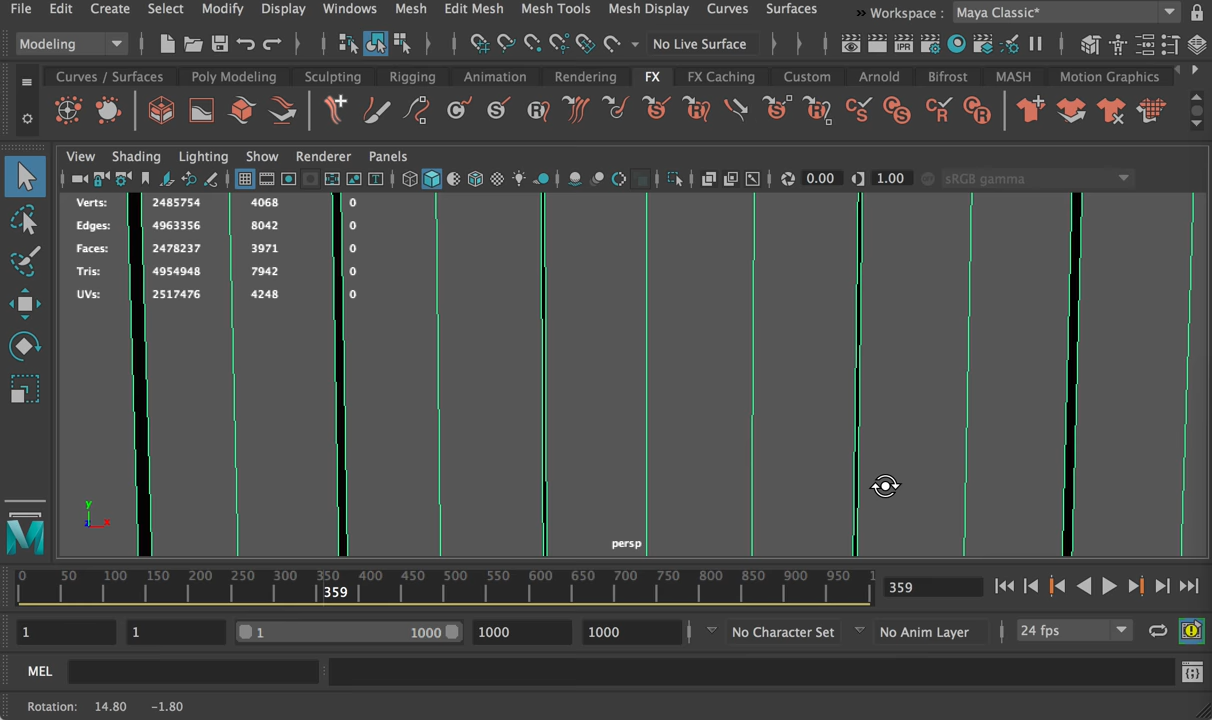 File Edit Create Select Modify Display Windows Mesh Edit Mesh Mesh Tools Mesh Display Curves Surfaces » Workspace : Maya Classic*
Modeling No Live Surface IPR
Curves / Surfaces Poly Modeling Sculpting Rigging Animation Rendering FX FX Caching Custom Arnold Bifrost MASH Motion Graphics
View Shading Lighting Show Renderer Panels
0.00 1.00 sRGB gamma
Verts: 2485754 4068 0
Edges: 4963356 8042 0
Faces: 2478237 3971 0
Tris: 4954948 7942 0
UVs: 2517476 4248 0
y
z x
persp
0 50 100 150 200 250 300 350 400 450 500 550 600 650 700 750 800 850 900 950 1
359 359
1 1 1 1000 1000 1000 No Character Set No Anim Layer 24 fps
MEL
Rotation: 14.80 -1.80